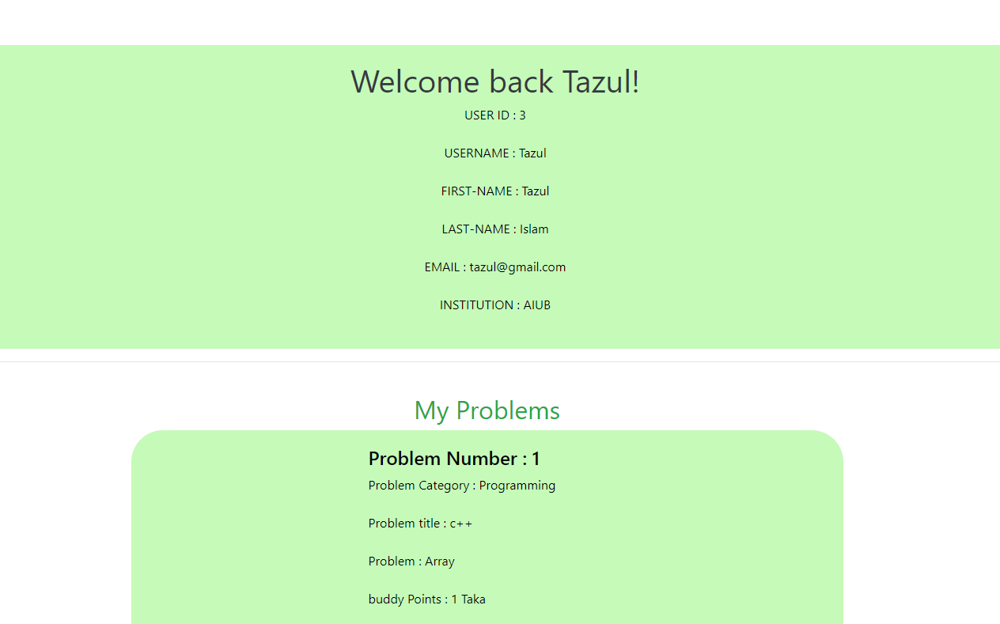 Welcome back Tazul!
USER ID : 3
USERNAME : Tazul
FIRST-NAME : Tazul
LAST-NAME : Islam
EMAIL : tazul@gmail.com
INSTITUTION : AIUB
My Problems
Problem Number : 1
Problem Category : Programming
Problem title : c++
Problem : Array
buddy Points : 1 Taka